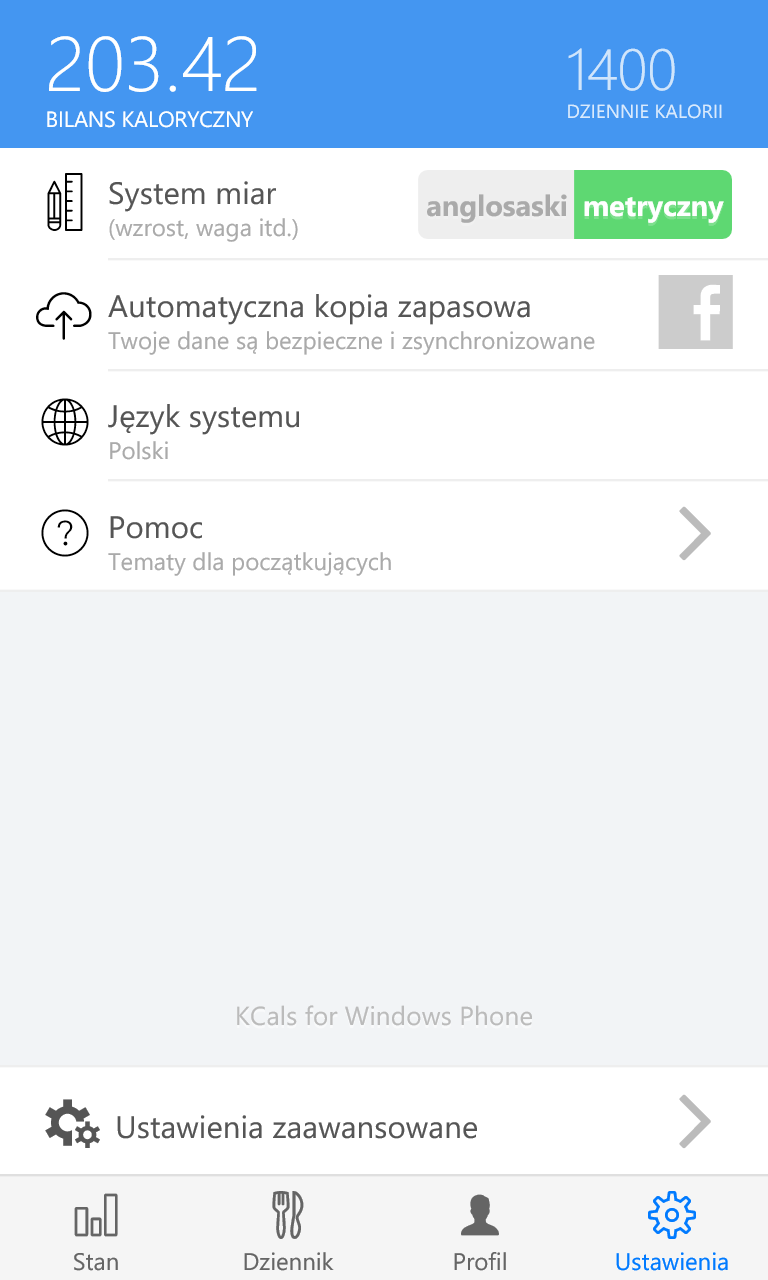 203.42
BILANS KALORYCZNY
1400
DZIENNIE KALORII
System miar
(wzrost, waga itd.)
anglosaski metryczny
Automatyczna kopia zapasowa
Twoje dane są bezpieczne i zsynchronizowane
f
Język systemu
Polski
?
Pomoc
Tematy dla początkujących
KCals for Windows Phone
Ustawienia zaawansowane
Stan
Dziennik
Profil
Ustawienia